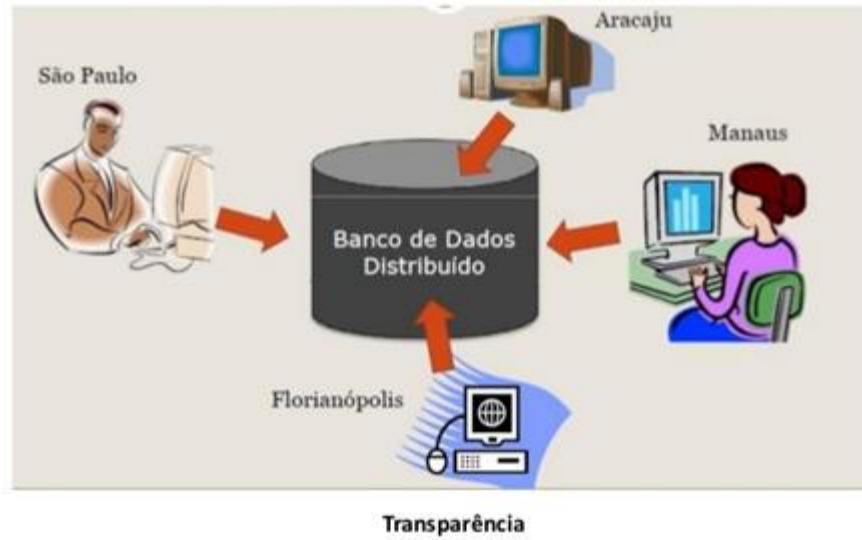 Aracaju
São Paulo
Manaus
Banco de Dados
Distribuído
Florianópolis
Transparência